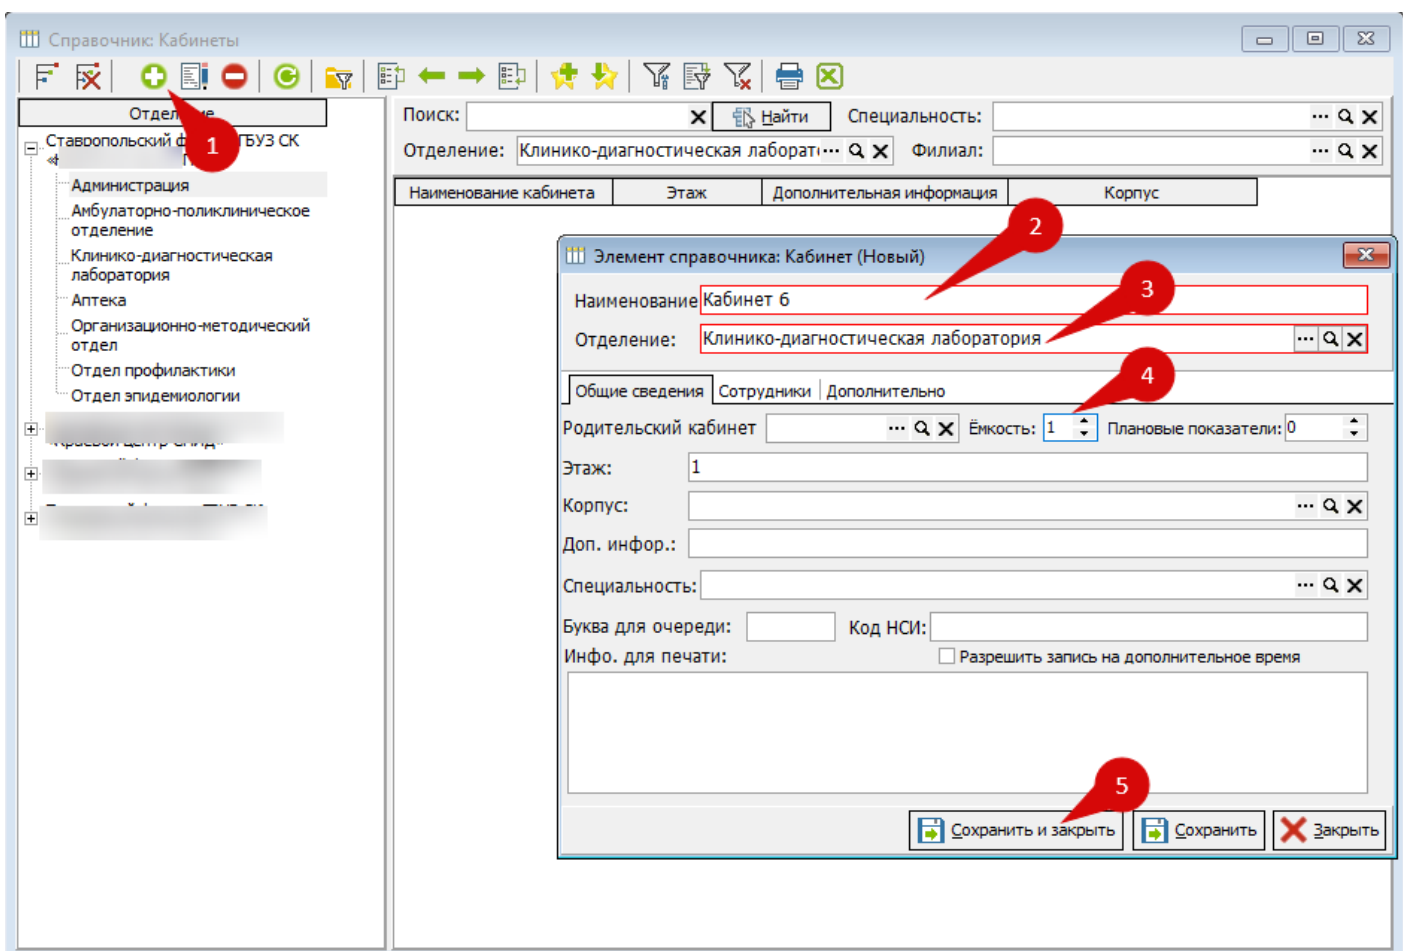 Справочник: Кабинеты
Отделение
1
Ставропольский ГБУЗ СК
Администрация
Амбулаторно-поликлиническое
отделение
Клинико-диагностическая
лаборатория
Аптека
Организационно-методический
отдел
Отдел профилактики
Отдел эпидемиологии
Поиск:
Найти
Специальность:
Отделение: Клинико-диагностическая
Филиал:
Наименование кабинета Этаж Дополнительная информация Корпус
2
Элемент справочника: Кабинет (Новый)
Наименование Кабинет 6
3
Отделение: Клинико-диагностическая лаборатория
4
Общие сведения Сотрудники Дополнительно
Родительский кабинет Ёмкость: 1 Плановые показатели: 0
Этаж: 1
Корпус:
Доп. инфор.:
Специальность:
Буква для очереди: Код НСИ:
Инфо. для печати: Разрешить запись на дополнительное время
5
Сохранить и закрыть Сохранить Закрыть